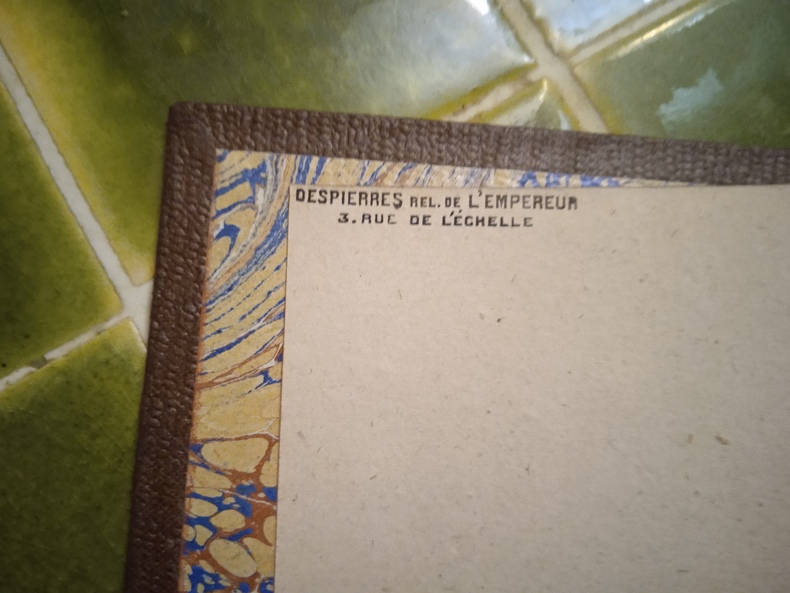 DESPIERRES REL. DE L'EMPEREUR
3. RUE DE L'ÉCHELLE